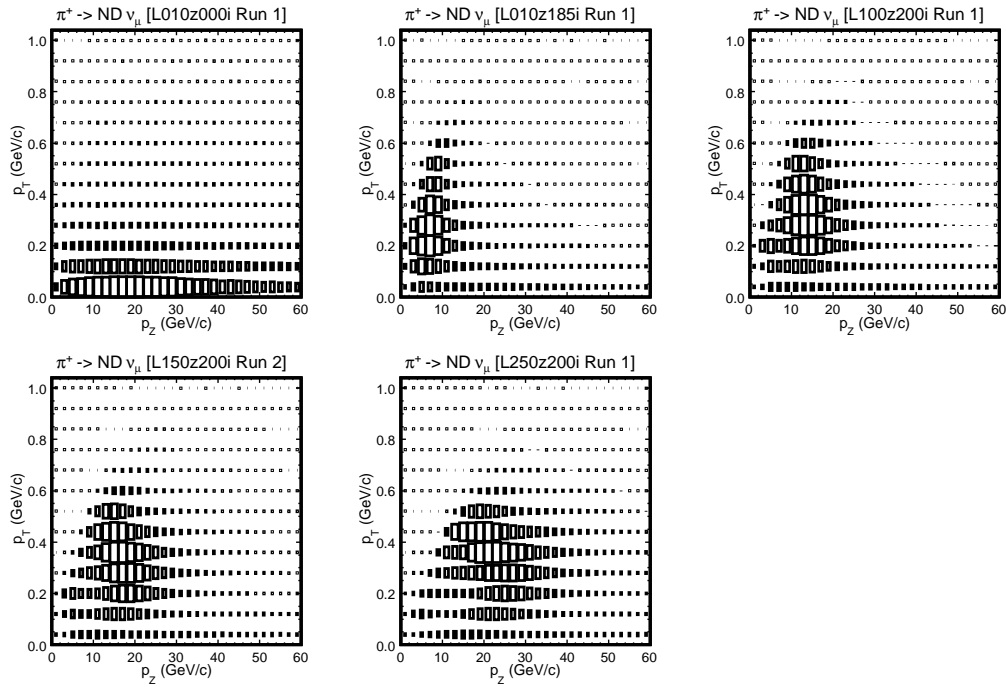 π⁺ -> ND ν_μ [L010z000i Run 1]
p_T (GeV/c)
1.0
0.8
0.6
0.4
0.2
0.0
0 10 20 30 40 50 60
p_Z (GeV/c)
π⁺ -> ND ν_μ [L010z185i Run 1]
p_T (GeV/c)
1.0
0.8
0.6
0.4
0.2
0.0
0 10 20 30 40 50 60
p_Z (GeV/c)
π⁺ -> ND ν_μ [L100z200i Run 1]
p_T (GeV/c)
1.0
0.8
0.6
0.4
0.2
0.0
0 10 20 30 40 50 60
p_Z (GeV/c)
π⁺ -> ND ν_μ [L150z200i Run 2]
p_T (GeV/c)
1.0
0.8
0.6
0.4
0.2
0.0
0 10 20 30 40 50 60
p_Z (GeV/c)
π⁺ -> ND ν_μ [L250z200i Run 1]
p_T (GeV/c)
1.0
0.8
0.6
0.4
0.2
0.0
0 10 20 30 40 50 60
p_Z (GeV/c)